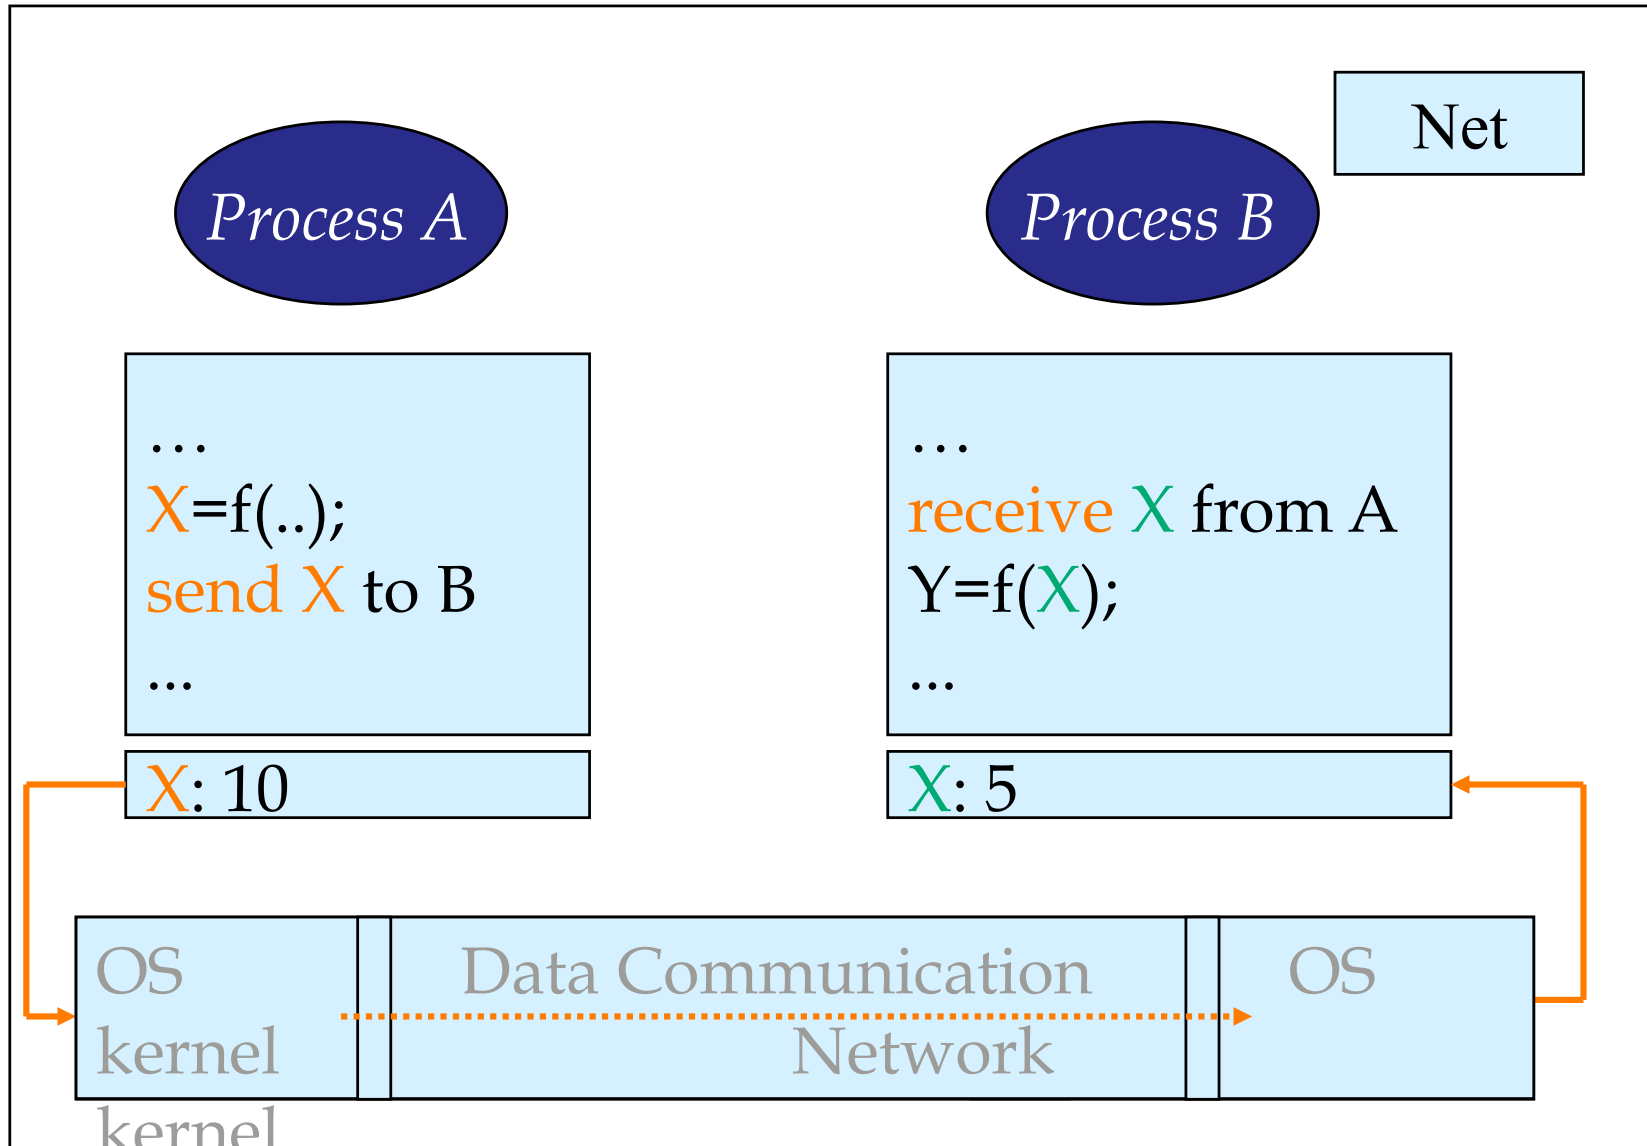 Net
Process A
Process B
…
X=f(..);
send X to B
...
X: 10
…
receive X from A
Y=f(X);
...
X: 5
OS Data Communication OS
kernel Network
kernel